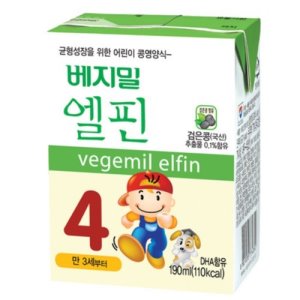 균형성장을 위한 어린이 콩영양식~
베지밀
엘핀
검은콩(국산)
추출물 0.1%함유
vegemil elfin
4
만 3세부터
DHA함유
190ml(110kcal)